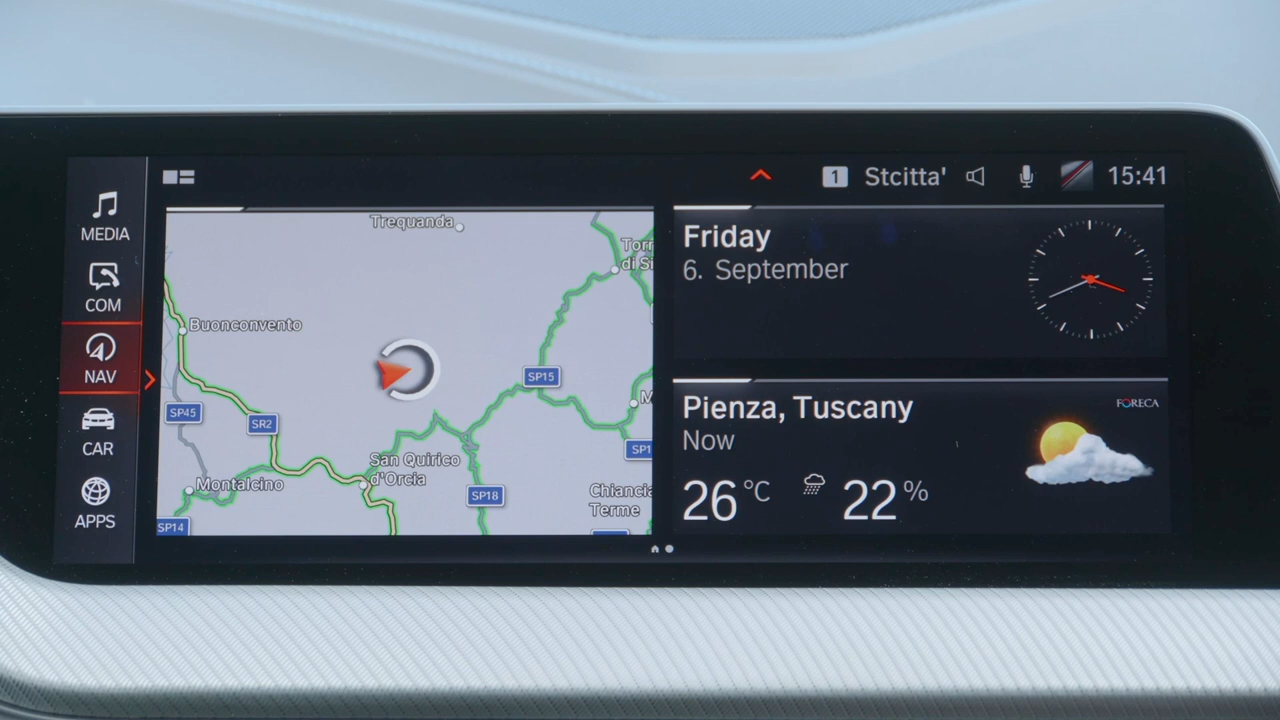 1 Stcitta' 15:41
MEDIA
COM
NAV
CAR
APPS
Trequanda
Buonconvento
SP15
SP45
SR2
San Quirico
d'Orcia
Montalcino
SP18
Terme
SP14
Friday
6. September
Pienza, Tuscany
FORECA
Now
26 °C 22 %